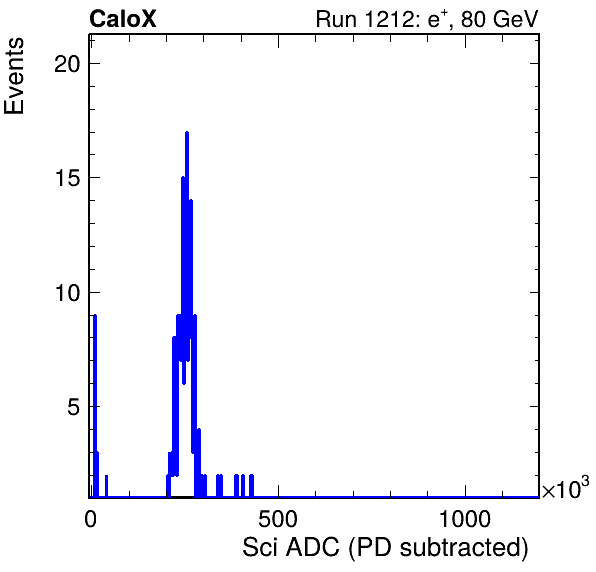 CaloX Run 1212: e⁺, 80 GeV
Events
20
15
10
5
0 500 1000
×10³
Sci ADC (PD subtracted)